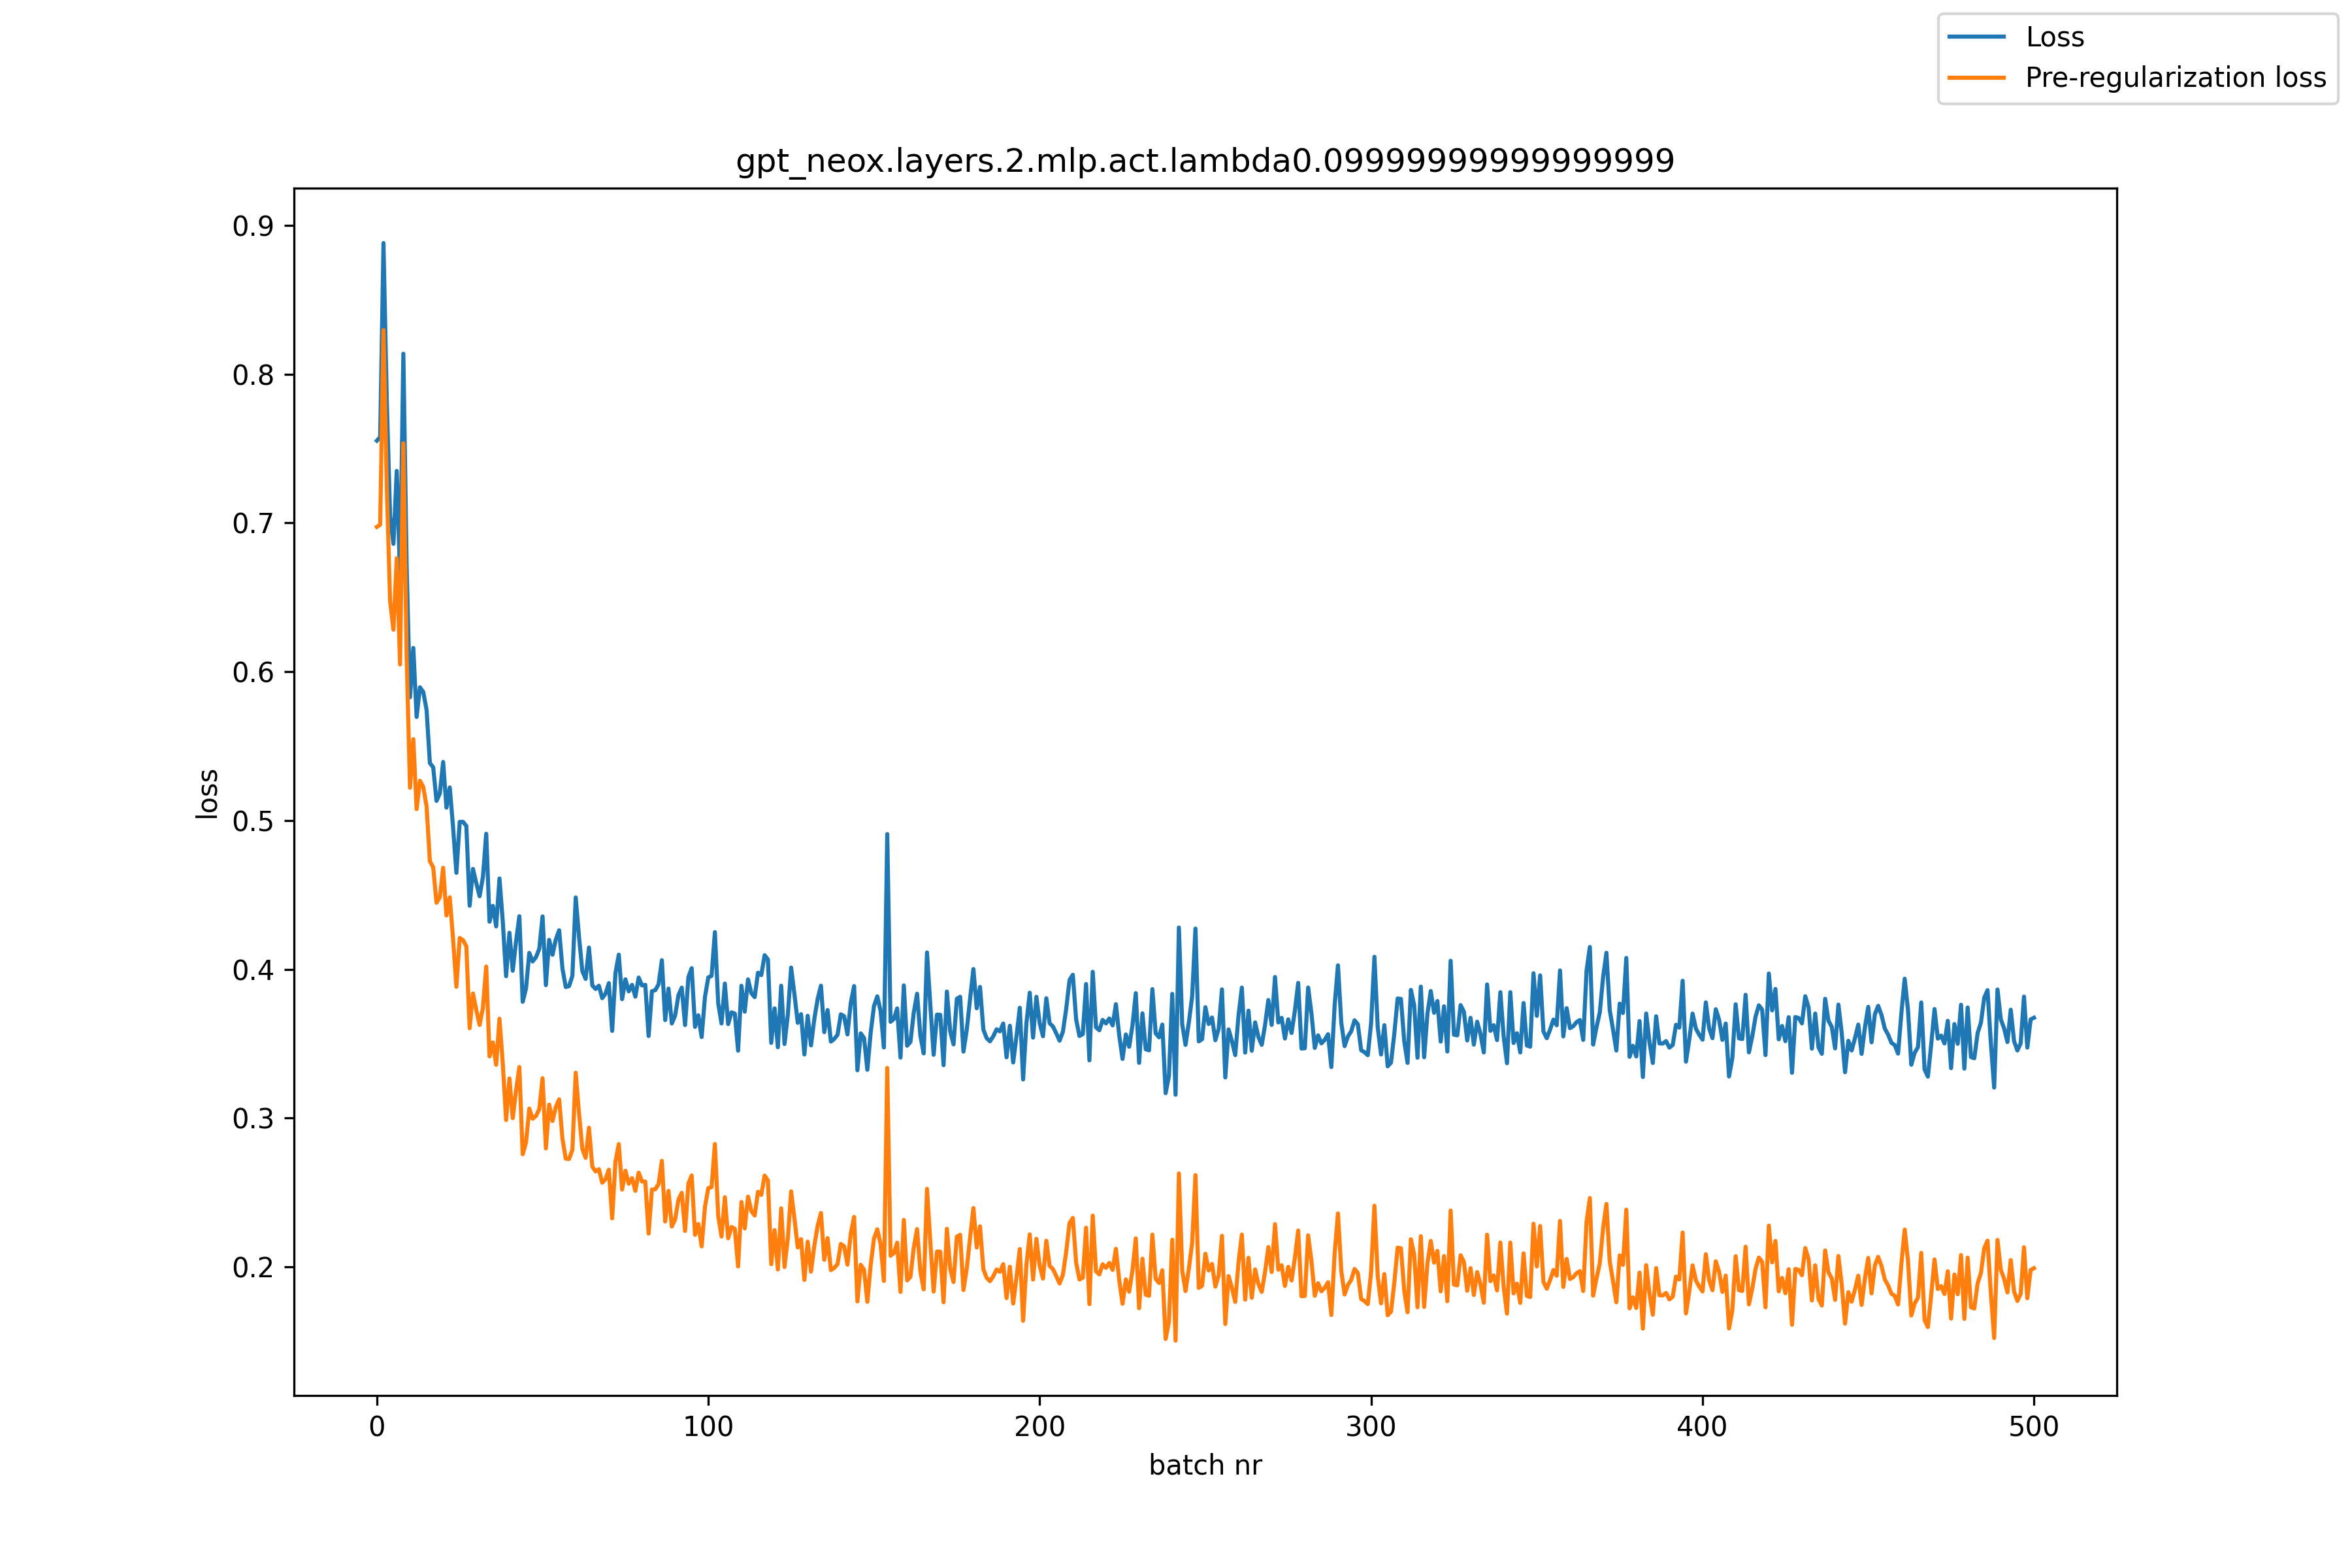 Loss
Pre-regularization loss
gpt_neox.layers.2.mlp.act.lambda0.09999999999999999
0.9
0.8
0.7
0.6
0.5
0.4
0.3
0.2
loss
0 100 200 300 400 500
batch nr